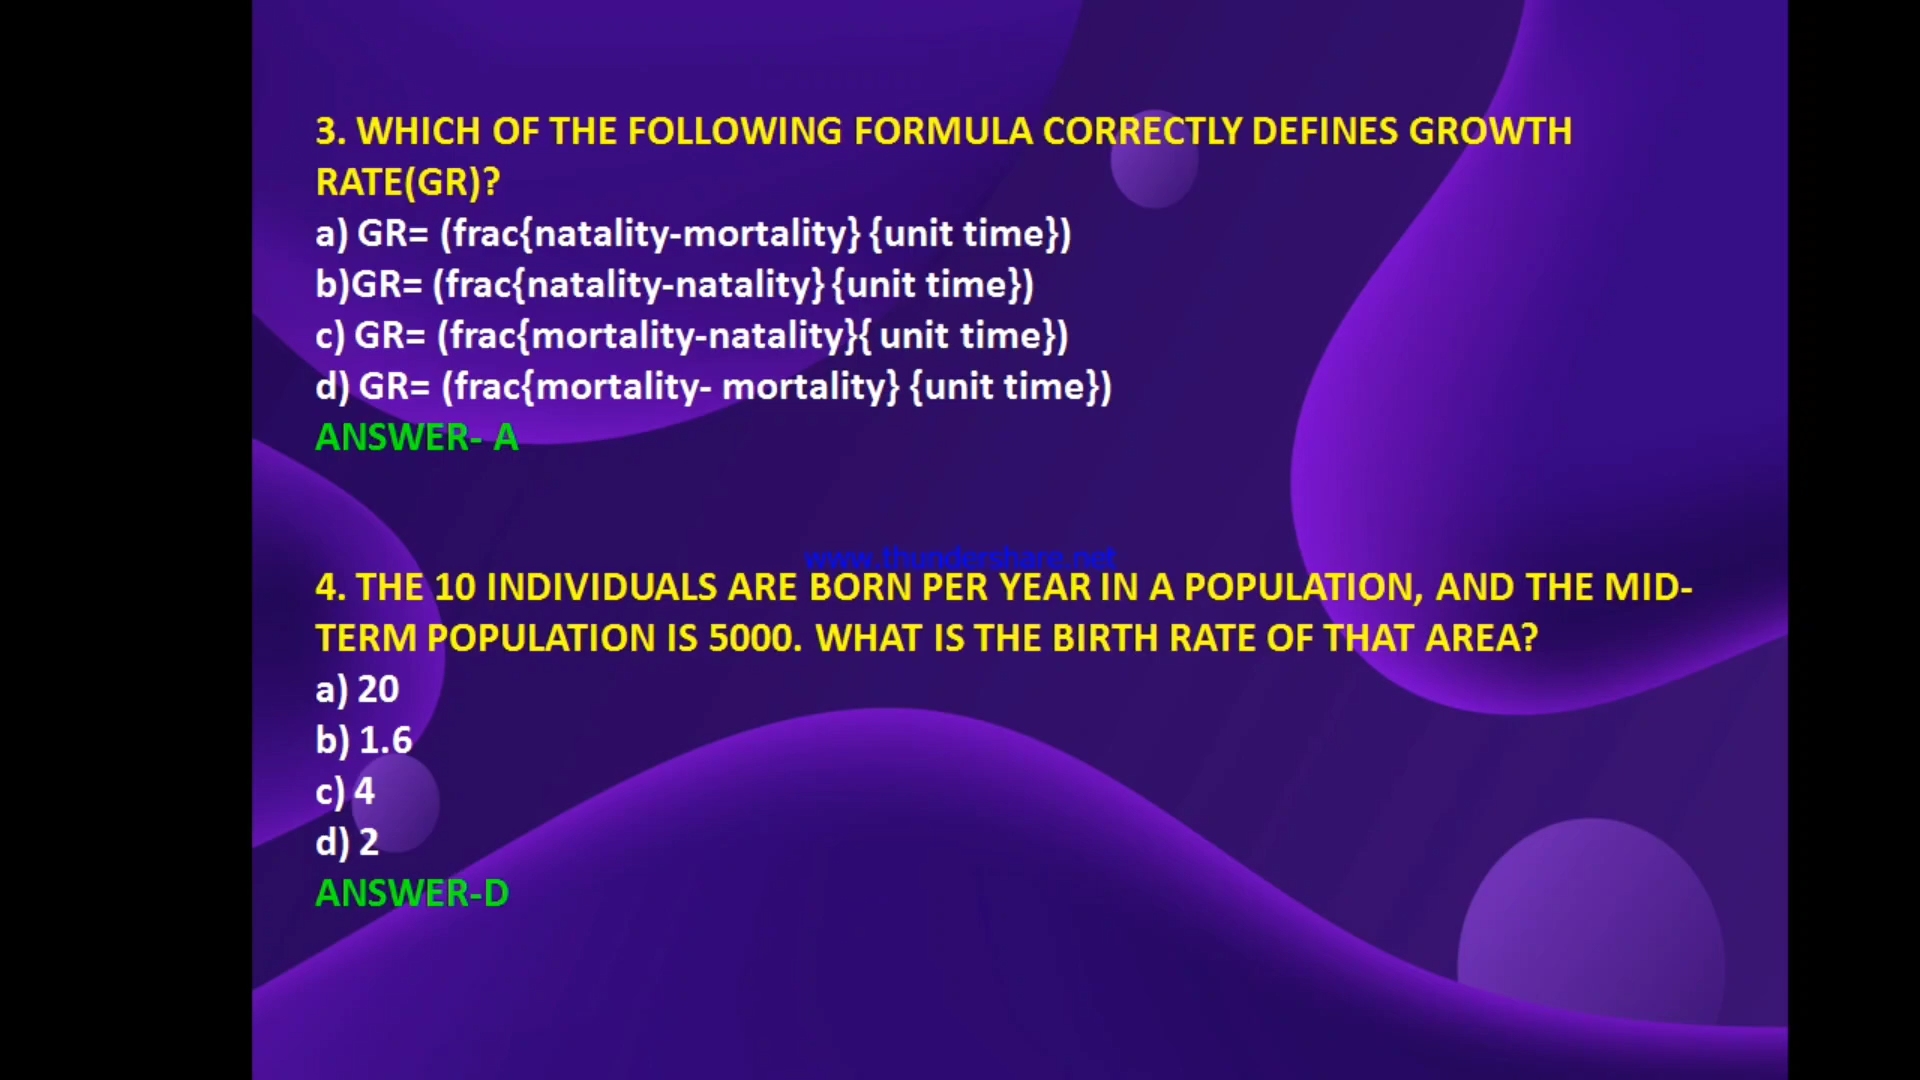 3. WHICH OF THE FOLLOWING FORMULA CORRECTLY DEFINES GROWTH
RATE(GR)?
a) GR= (frac{natality-mortality} {unit time})
b)GR= (frac{natality-natality} {unit time})
c) GR= (frac{mortality-natality}{ unit time})
d) GR= (frac{mortality- mortality} {unit time})
ANSWER- A
www.thundershare.net
4. THE 10 INDIVIDUALS ARE BORN PER YEAR IN A POPULATION, AND THE MID-
TERM POPULATION IS 5000. WHAT IS THE BIRTH RATE OF THAT AREA?
a) 20
b) 1.6
c) 4
d) 2
ANSWER-D